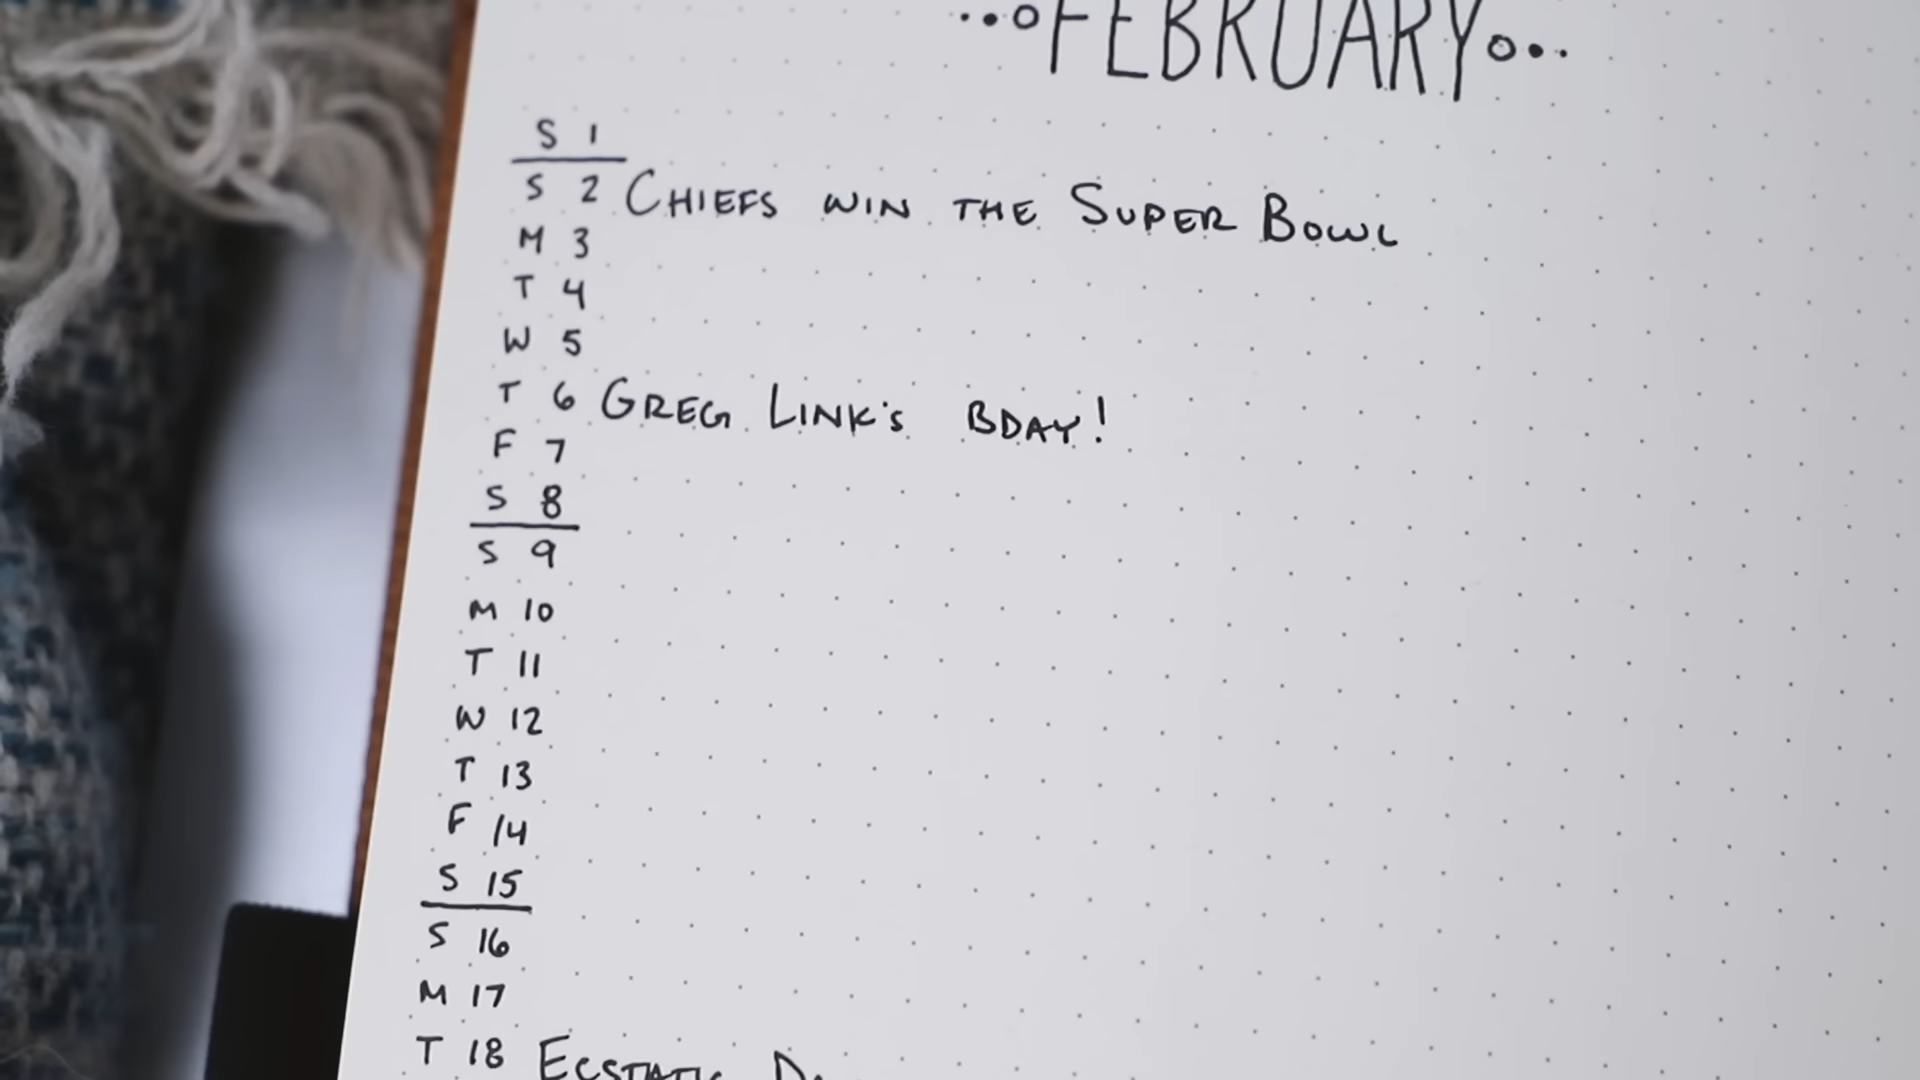 FEBRUARY
S 1
S 2 CHIEFS WIN THE SUPER BOWL
M 3
T 4
W 5
T 6 GREG LINK'S BDAY!
F 7
S 8
S 9
M 10
T 11
W 12
T 13
F 14
S 15
S 16
M 17
T 18 ECSTATIC